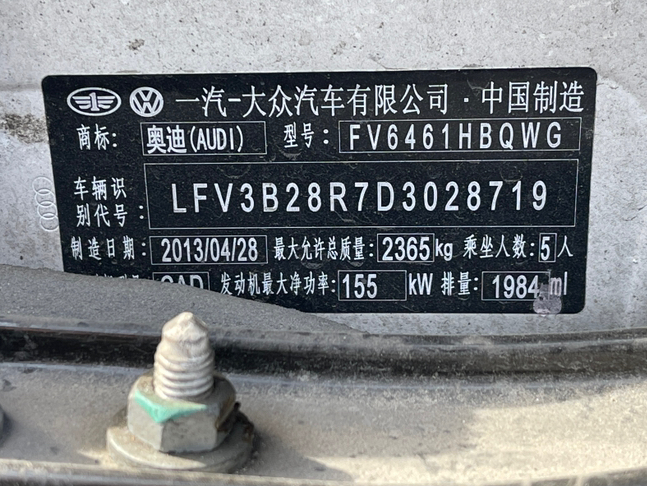 一汽-大众汽车有限公司·中国制造
商标: 奥迪(AUDI) 型号: FV6461HBQWG
车辆识
别代号: LFV3B28R7D3028719
制造日期: 2013/04/28 最大允许总质量: 2365kg 乘坐人数: 5人
CAD 发动机最大净功率: 155 kW 排量: 1984 ml